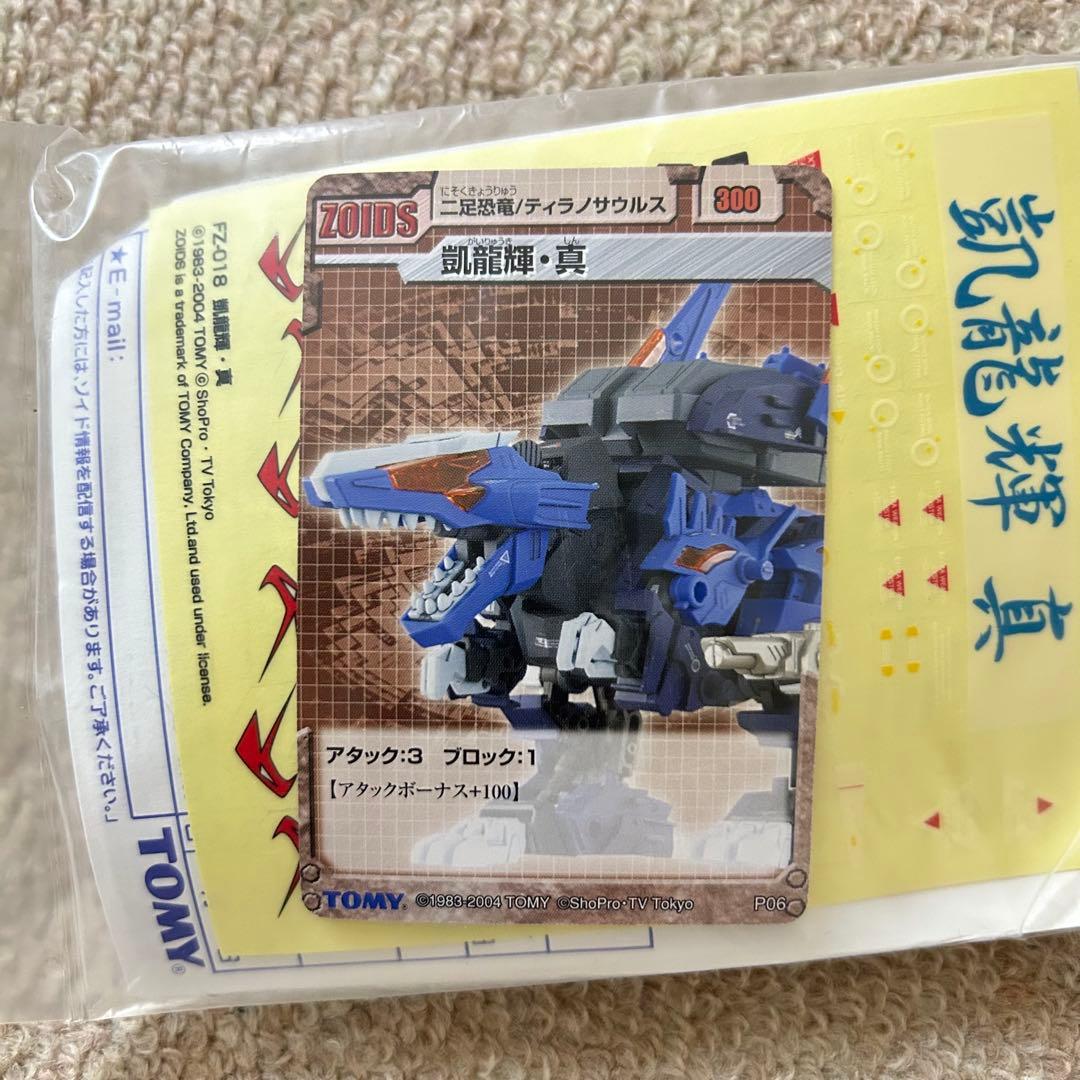 ZOIDS
にそくきょうりゅう
二足恐竜/ティラノサウルス
300
がいりゅうき しん
凱龍輝・真
アタック:3 ブロック:1
【アタックボーナス+100】
TOMY. ©1983-2004 TOMY ©ShoPro・TV Tokyo
P06
凱龍輝 真
FZ-018 凱龍輝・真
©1983-2004 TOMY ©ShoPro・TV Tokyo
ZOIDS is a trademark of TOMY Company, Ltd.and used under license.
★E-mail:
記入した方には、ゾイド情報を配信する場合があります。ご了承ください。」
TOMY®